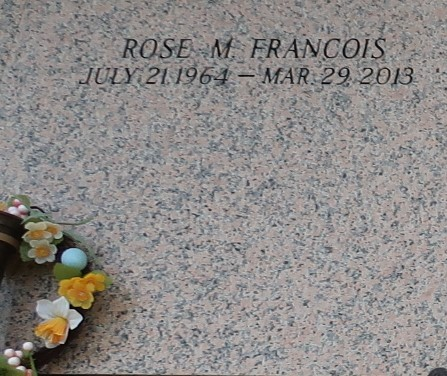 ROSE M. FRANCOIS
JULY 21, 1964 — MAR. 29, 2013